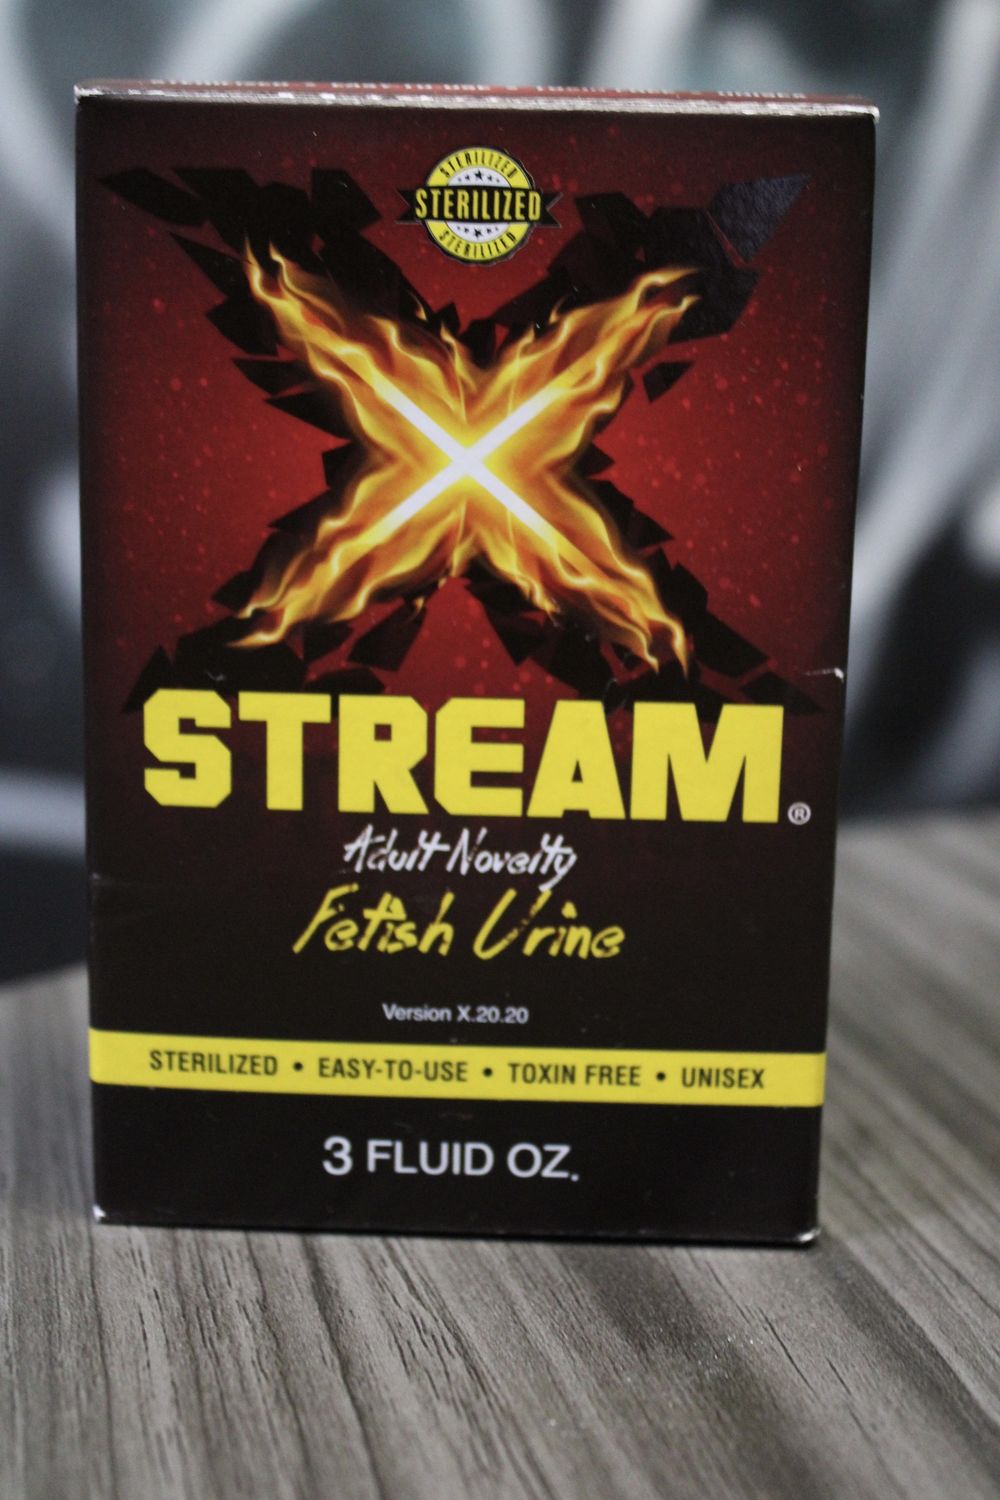 STERILIZED
STERILIZED
STERILIZED
STREAM®
Adult Novelty
Fetish Urine
Version X.20.20
STERILIZED • EASY-TO-USE • TOXIN FREE • UNISEX
3 FLUID OZ.